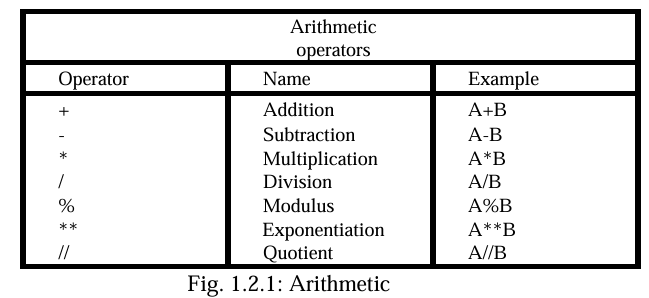 Arithmetic
operators
Operator Name Example
+ Addition A+B
- Subtraction A-B
* Multiplication A*B
/ Division A/B
% Modulus A%B
** Exponentiation A**B
// Quotient A//B
Fig. 1.2.1: Arithmetic